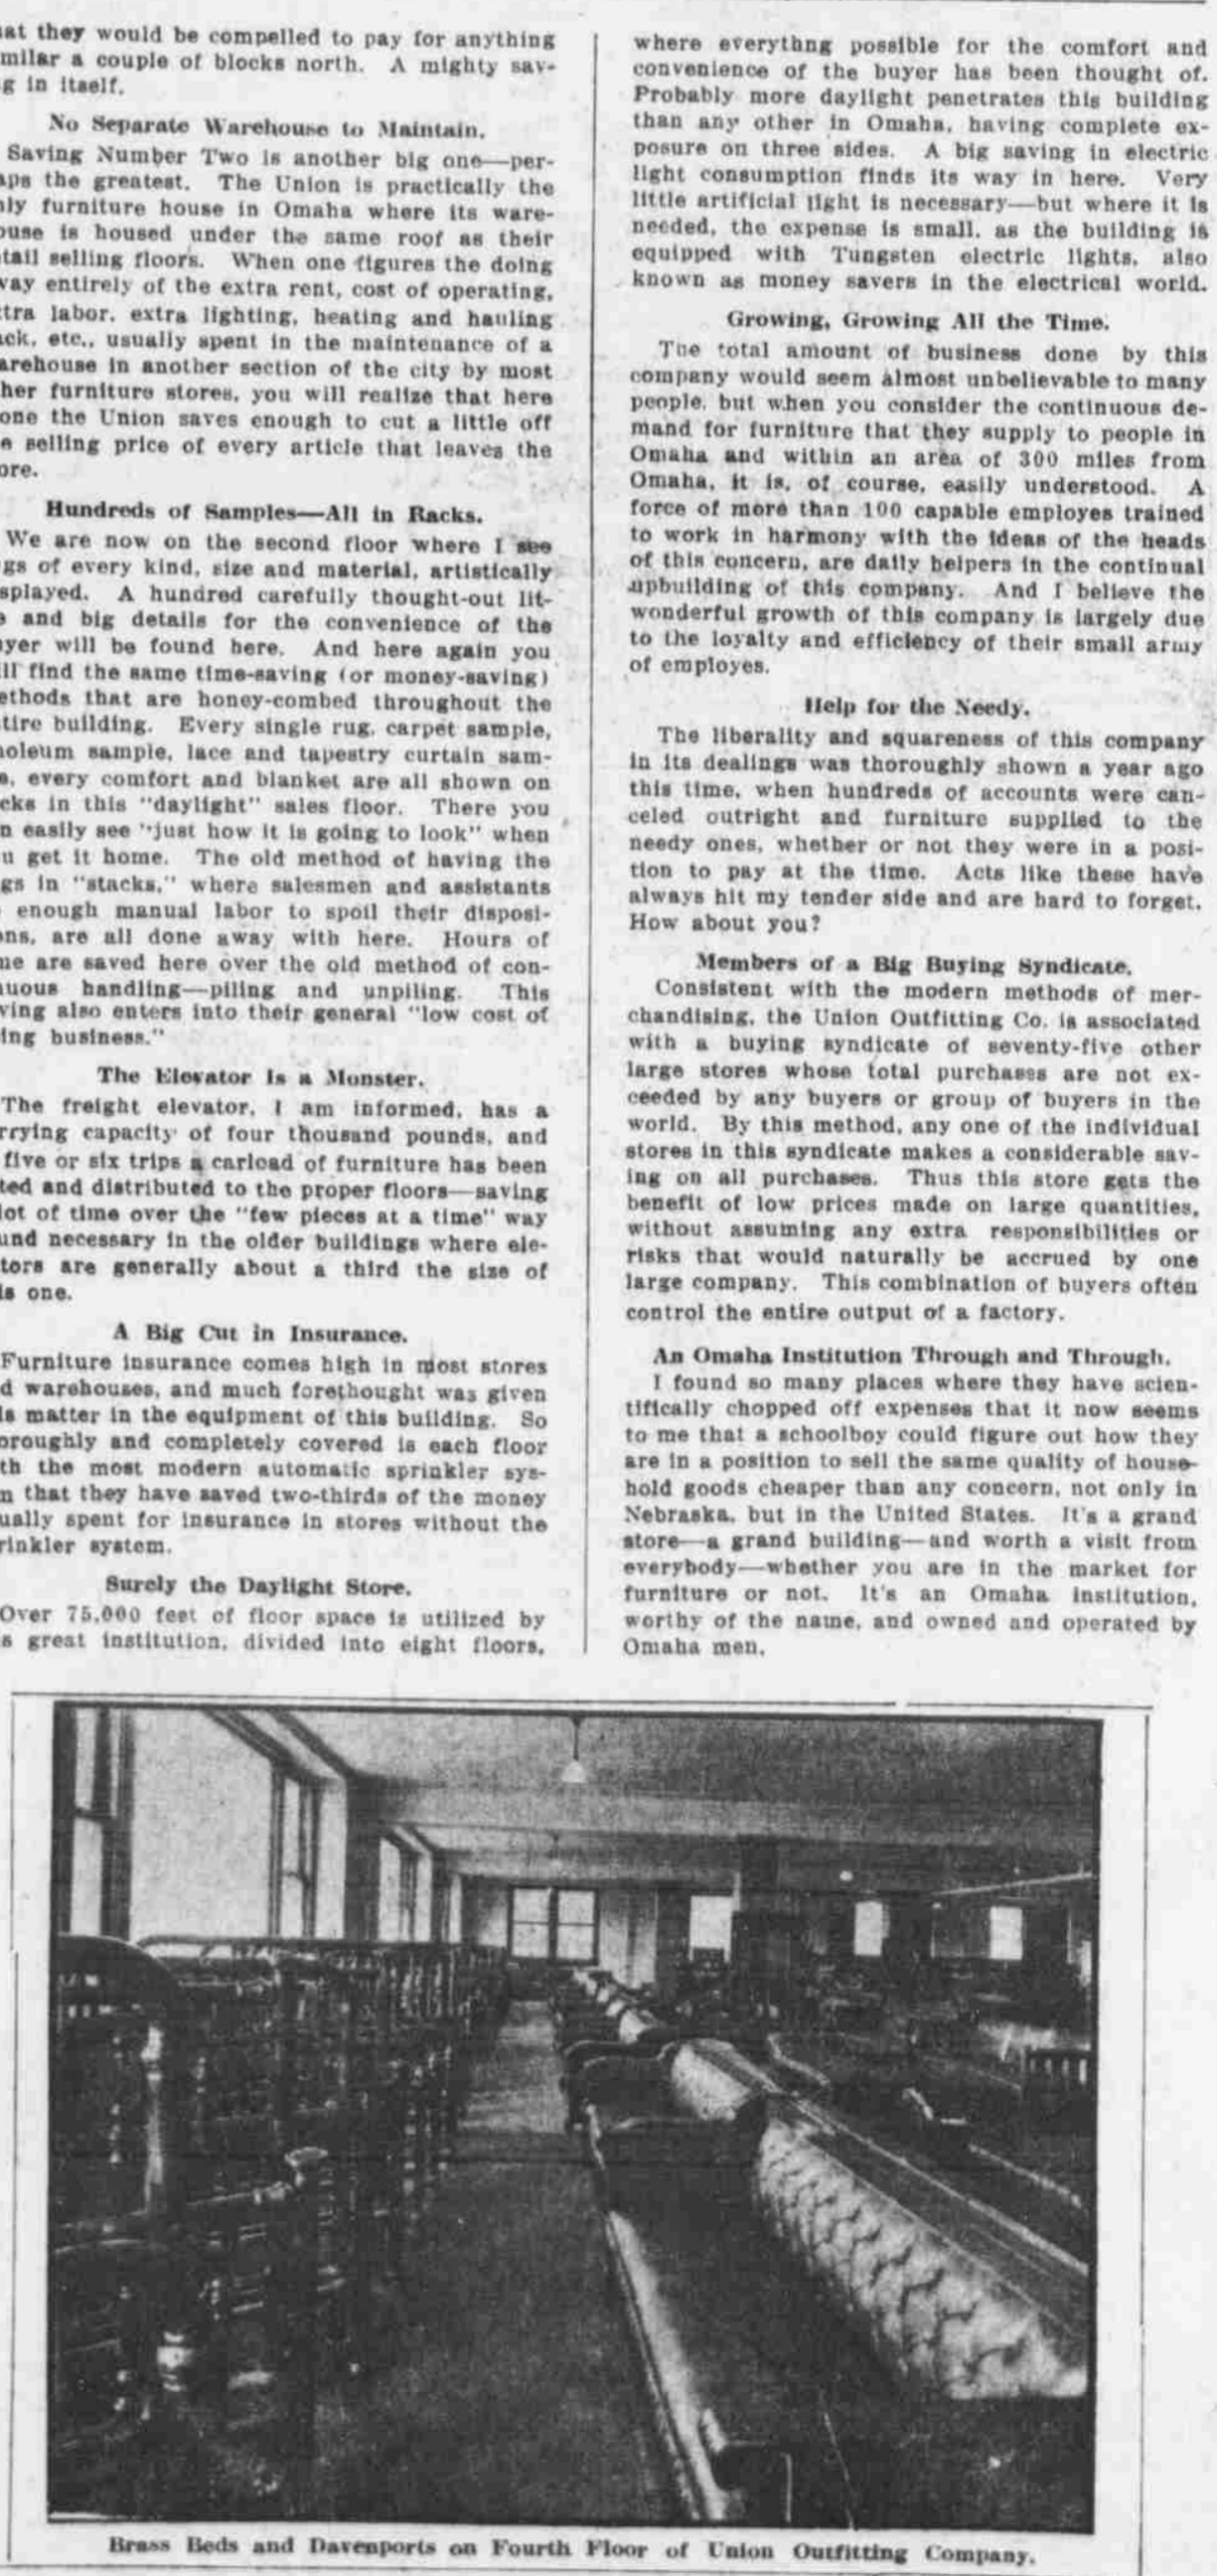 at they would be compelled to pay for anything
milar a couple of blocks north. A mighty sav-
g in itself.
No Separate Warehouse to Maintain.
Saving Number Two is another big one—per-
aps the greatest. The Union is practically the
ly furniture house in Omaha where its ware-
ouse is housed under the same roof as their
tail selling floors. When one figures the doing
way entirely of the extra rent, cost of operating,
tra labor, extra lighting, heating and hauling
ck, etc., usually spent in the maintenance of a
arehouse in another section of the city by most
her furniture stores, you will realize that here
one the Union saves enough to cut a little off
e selling price of every article that leaves the
ore.
Hundreds of Samples—All in Racks.
We are now on the second floor where I see
gs of every kind, size and material, artistically
splayed. A hundred carefully thought-out lit-
e and big details for the convenience of the
yer will be found here. And here again you
ll find the same time-saving (or money-saving)
ethods that are honey-combed throughout the
tire building. Every single rug, carpet sample,
noleum sample, lace and tapestry curtain sam-
s, every comfort and blanket are all shown on
cks in this "daylight" sales floor. There you
n easily see "just how it is going to look" when
u get it home. The old method of having the
gs in "stacks," where salesmen and assistants
enough manual labor to spoil their disposi-
ons, are all done away with here. Hours of
me are saved here over the old method of con-
nuous handling—piling and unpiling. This
ving also enters into their general "low cost of
ing business."
The Elevator Is a Monster.
The freight elevator, I am informed, has a
rrying capacity of four thousand pounds, and
five or six trips a carload of furniture has been
ted and distributed to the proper floors—saving
lot of time over the "few pieces at a time" way
und necessary in the older buildings where ele-
tors are generally about a third the size of
is one.
A Big Cut in Insurance.
Furniture insurance comes high in most stores
d warehouses, and much forethought was given
is matter in the equipment of this building. So
oroughly and completely covered is each floor
th the most modern automatic sprinkler sys-
m that they have saved two-thirds of the money
ually spent for insurance in stores without the
rinkler system.
Surely the Daylight Store.
Over 75,000 feet of floor space is utilized by
s great institution, divided into eight floors,
where everythng possible for the comfort and
convenience of the buyer has been thought of.
Probably more daylight penetrates this building
than any other in Omaha, having complete ex-
posure on three sides. A big saving in electric
light consumption finds its way in here. Very
little artificial light is necessary—but where it is
needed, the expense is small, as the building is
equipped with Tungsten electric lights, also
known as money savers in the electrical world.
Growing, Growing All the Time.
The total amount of business done by this
company would seem almost unbelievable to many
people, but when you consider the continuous de-
mand for furniture that they supply to people in
Omaha and within an area of 300 miles from
Omaha, it is, of course, easily understood. A
force of more than 100 capable employes trained
to work in harmony with the ideas of the heads
of this concern, are daily helpers in the continual
upbuilding of this company. And I believe the
wonderful growth of this company is largely due
to the loyalty and efficiency of their small army
of employes.
Help for the Needy.
The liberality and squareness of this company
in its dealings was thoroughly shown a year ago
this time, when hundreds of accounts were can-
celed outright and furniture supplied to the
needy ones, whether or not they were in a posi-
tion to pay at the time. Acts like these have
always hit my tender side and are hard to forget.
How about you?
Members of a Big Buying Syndicate.
Consistent with the modern methods of mer-
chandising, the Union Outfitting Co. is associated
with a buying syndicate of seventy-five other
large stores whose total purchases are not ex-
ceeded by any buyers or group of buyers in the
world. By this method, any one of the individual
stores in this syndicate makes a considerable sav-
ing on all purchases. Thus this store gets the
benefit of low prices made on large quantities,
without assuming any extra responsibilities or
risks that would naturally be accrued by one
large company. This combination of buyers often
control the entire output of a factory.
An Omaha Institution Through and Through.
I found so many places where they have scien-
tifically chopped off expenses that it now seems
to me that a schoolboy could figure out how they
are in a position to sell the same quality of house-
hold goods cheaper than any concern, not only in
Nebraska, but in the United States. It's a grand
store—a grand building—and worth a visit from
everybody—whether you are in the market for
furniture or not. It's an Omaha institution,
worthy of the name, and owned and operated by
Omaha men.
Brass Beds and Davenports on Fourth Floor of Union Outfitting Company.